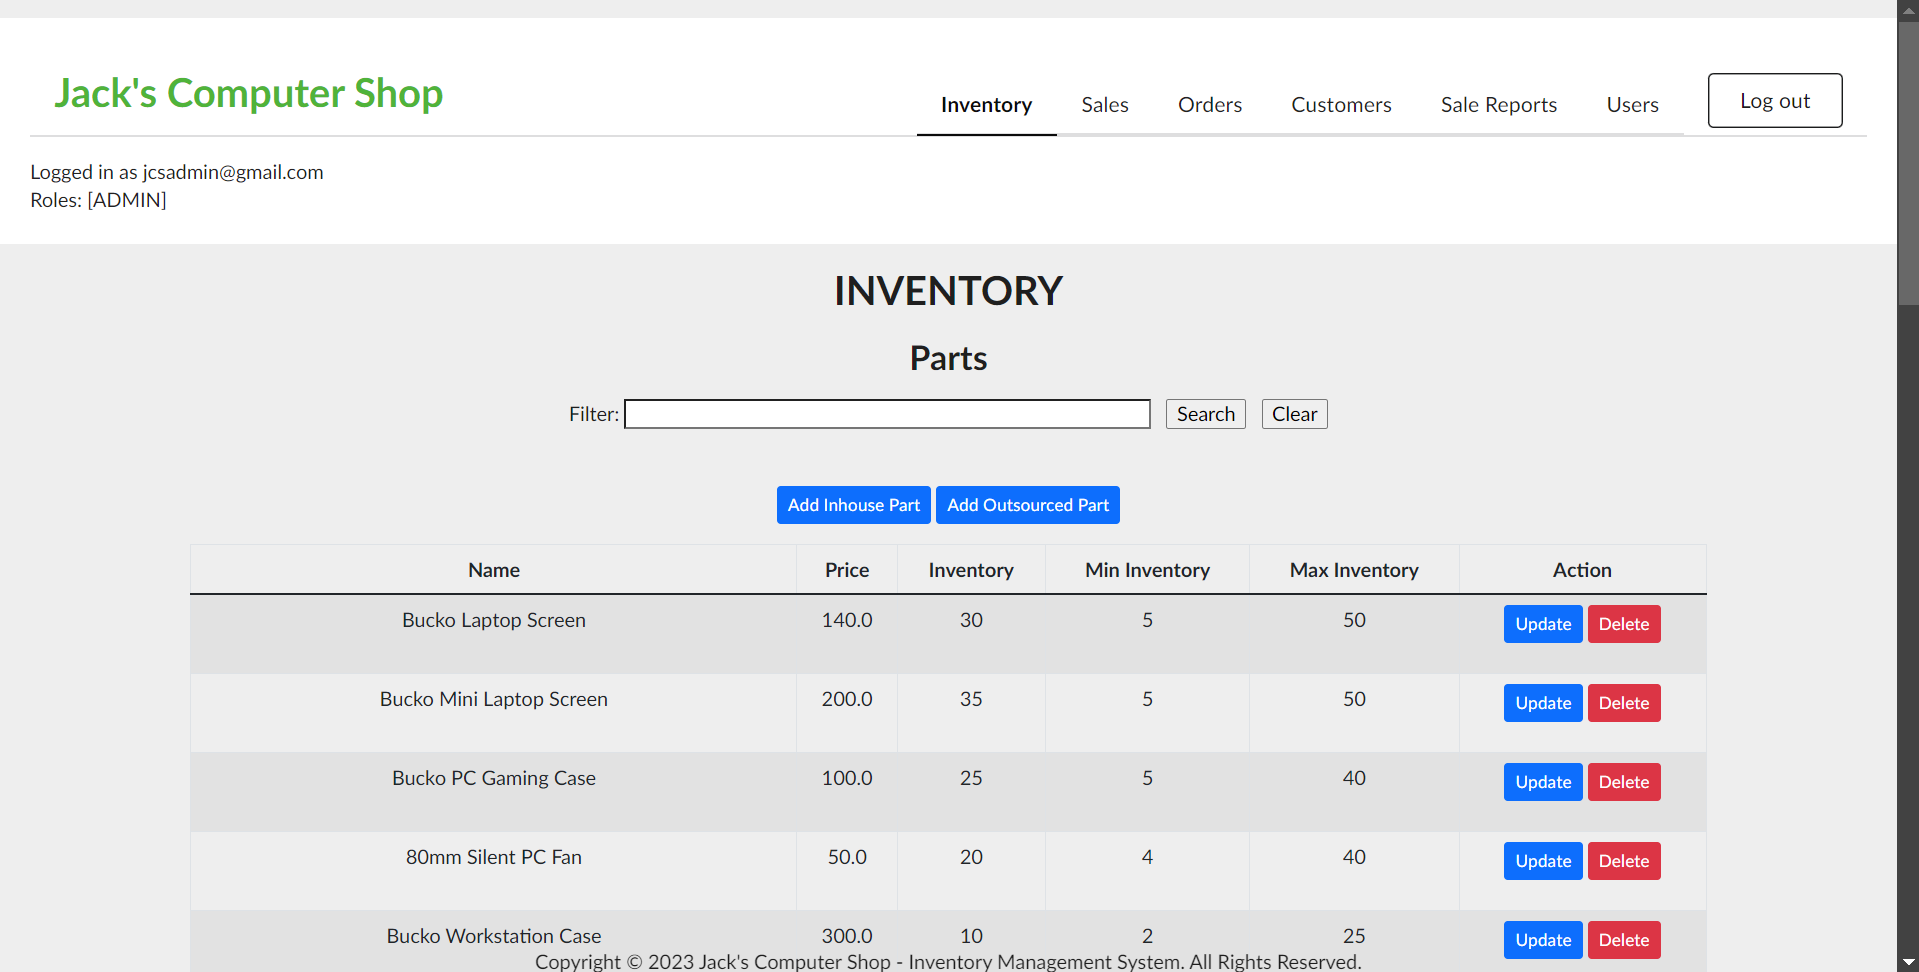 Jack's Computer Shop
Inventory Sales Orders Customers Sale Reports Users Log out
Logged in as jcsadmin@gmail.com
Roles: [ADMIN]
INVENTORY
Parts
Filter: Search Clear
Add Inhouse Part Add Outsourced Part
Name Price Inventory Min Inventory Max Inventory Action
Bucko Laptop Screen 140.0 30 5 50 Update Delete
Bucko Mini Laptop Screen 200.0 35 5 50 Update Delete
Bucko PC Gaming Case 100.0 25 5 40 Update Delete
80mm Silent PC Fan 50.0 20 4 40 Update Delete
Bucko Workstation Case 300.0 10 2 25 Update Delete
Copyright © 2023 Jack's Computer Shop - Inventory Management System. All Rights Reserved.